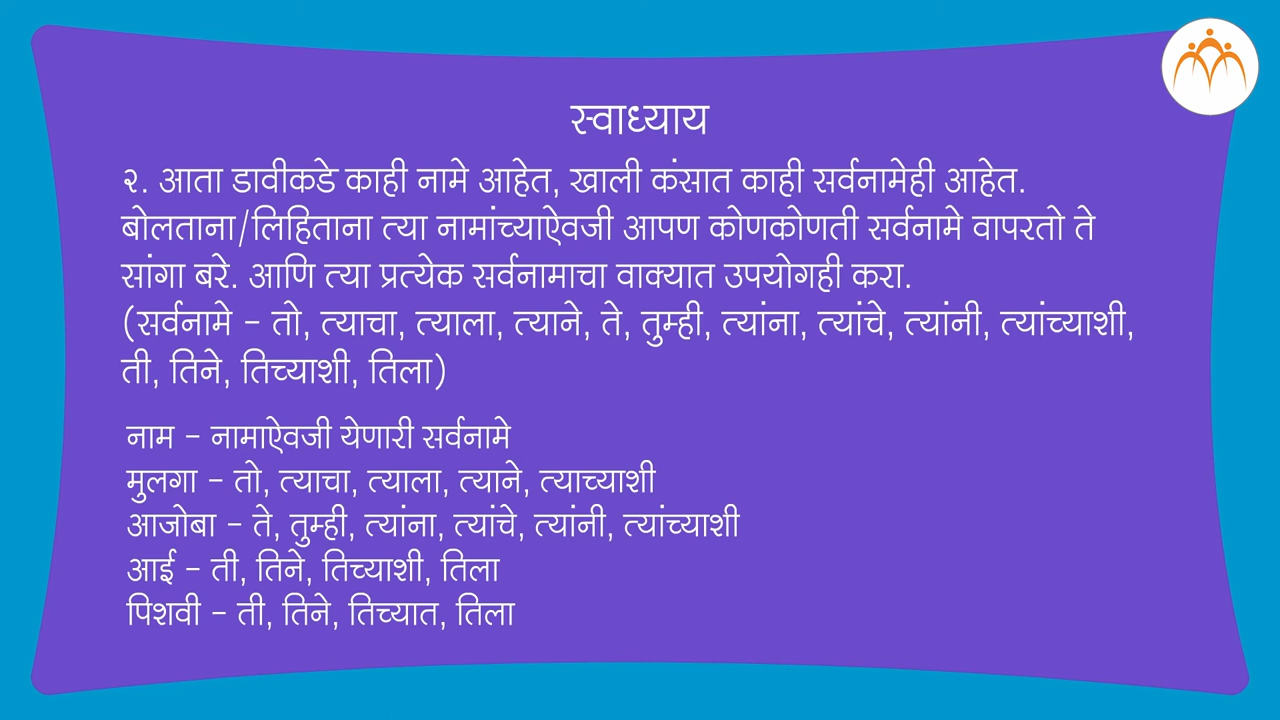 स्वाध्याय
२. आता डावीकडे काही नामे आहेत, खाली कंसात काही सर्वनामेही आहेत.
बोलताना/लिहिताना त्या नामांच्याऐवजी आपण कोणकोणती सर्वनामे वापरतो ते
सांगा बरे. आणि त्या प्रत्येक सर्वनामाचा वाक्यात उपयोगही करा.
(सर्वनामे - तो, त्याचा, त्याला, त्याने, ते, तुम्ही, त्यांना, त्यांचे, त्यांनी, त्यांच्याशी,
ती, तिने, तिच्याशी, तिला)
नाम - नामाऐवजी येणारी सर्वनामे
मुलगा - तो, त्याचा, त्याला, त्याने, त्याच्याशी
आजोबा - ते, तुम्ही, त्यांना, त्यांचे, त्यांनी, त्यांच्याशी
आई - ती, तिने, तिच्याशी, तिला
पिशवी - ती, तिने, तिच्यात, तिला